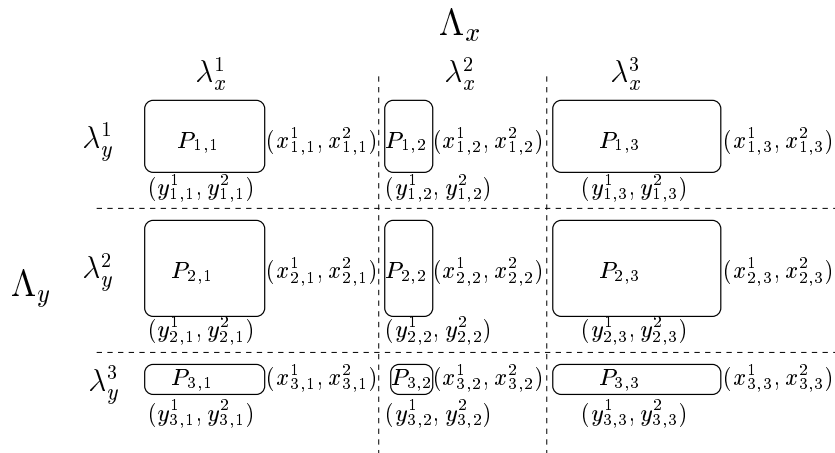 Λ_x
λ_x^1 λ_x^2 λ_x^3
λ_y^1 P_{1,1} (x_{1,1}^1, x_{1,1}^2) P_{1,2} (x_{1,2}^1, x_{1,2}^2) P_{1,3} (x_{1,3}^1, x_{1,3}^2)
(y_{1,1}^1, y_{1,1}^2) (y_{1,2}^1, y_{1,2}^2) (y_{1,3}^1, y_{1,3}^2)
λ_y^2 P_{2,1} (x_{2,1}^1, x_{2,1}^2) P_{2,2} (x_{2,2}^1, x_{2,2}^2) P_{2,3} (x_{2,3}^1, x_{2,3}^2)
Λ_y
(y_{2,1}^1, y_{2,1}^2) (y_{2,2}^1, y_{2,2}^2) (y_{2,3}^1, y_{2,3}^2)
λ_y^3 P_{3,1} (x_{3,1}^1, x_{3,1}^2) P_{3,2} (x_{3,2}^1, x_{3,2}^2) P_{3,3} (x_{3,3}^1, x_{3,3}^2)
(y_{3,1}^1, y_{3,1}^2) (y_{3,2}^1, y_{3,2}^2) (y_{3,3}^1, y_{3,3}^2)